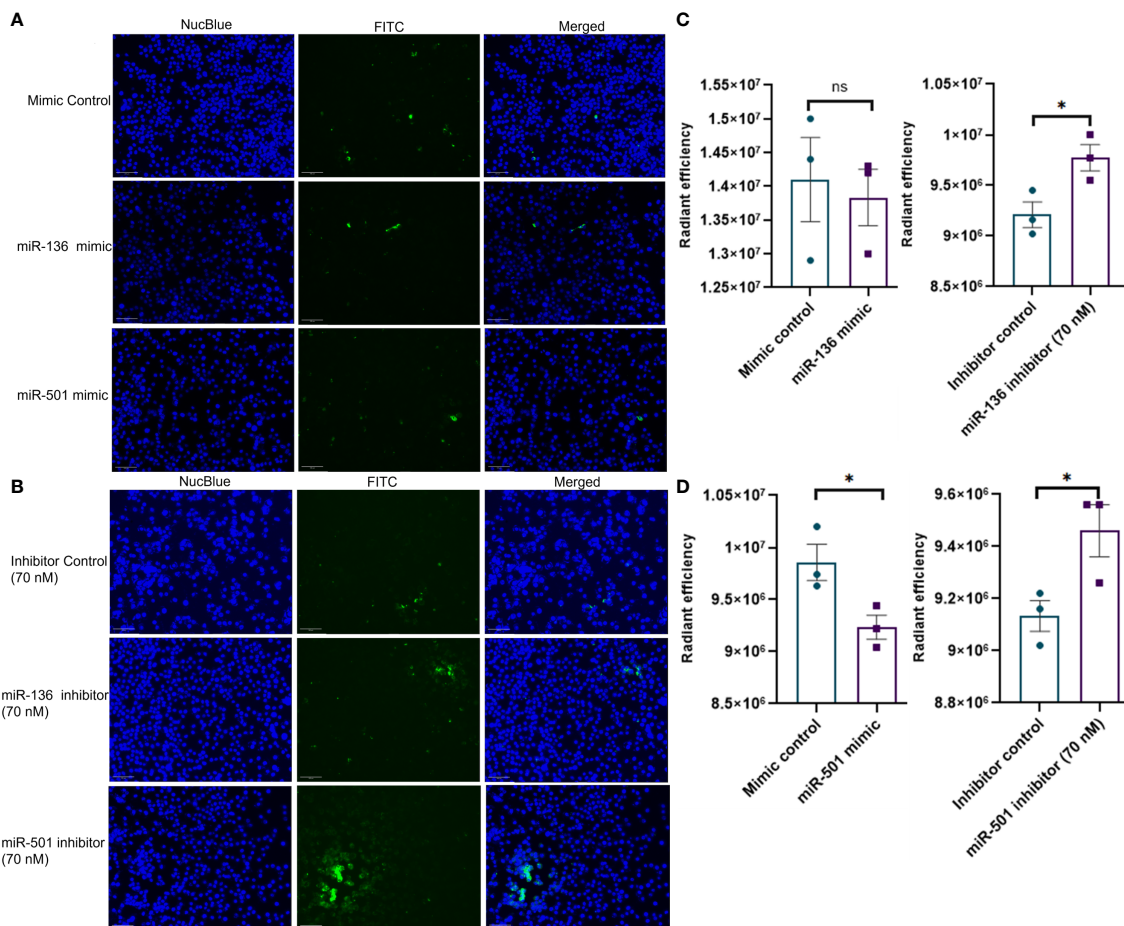 A
NucBlue
FITC
Merged
Mimic Control
miR-136 mimic
miR-501 mimic
B
NucBlue
FITC
Merged
Inhibitor Control
(70 nM)
miR-136 inhibitor
(70 nM)
miR-501 inhibitor
(70 nM)
C
Radiant efficiency
1.55×10⁷
1.5×10⁷
1.45×10⁷
1.4×10⁷
1.35×10⁷
1.3×10⁷
1.25×10⁷
ns
Mimic control
miR-136 mimic
Radiant efficiency
1.05×10⁷
1×10⁷
9.5×10⁶
9×10⁶
8.5×10⁶
*
Inhibitor control
miR-136 inhibitor (70 nM)
D
Radiant efficiency
1.05×10⁷
1×10⁷
9.5×10⁶
9×10⁶
8.5×10⁶
*
Mimic control
miR-501 mimic
Radiant efficiency
9.6×10⁶
9.4×10⁶
9.2×10⁶
9×10⁶
8.8×10⁶
*
Inhibitor control
miR-501 inhibitor (70 nM)